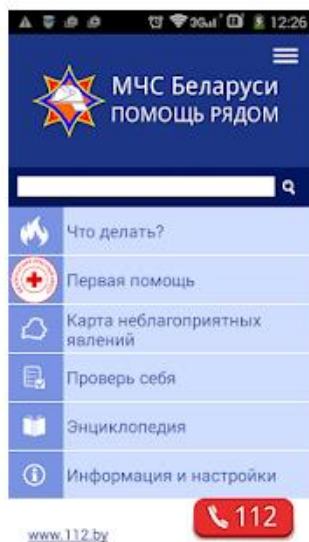 3G 12:26
МЧС Беларуси
ПОМОЩЬ РЯДОМ
Что делать?
Первая помощь
Карта неблагоприятных
явлений
Проверь себя
Энциклопедия
Информация и настройки
112
www.112.by